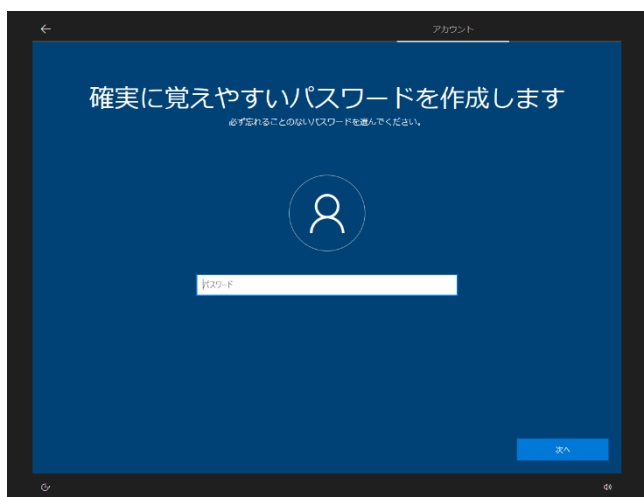 アカウント
確実に覚えやすいパスワードを作成します
必ず忘れることのないパスワードを選んでください。
パスワード
次へ